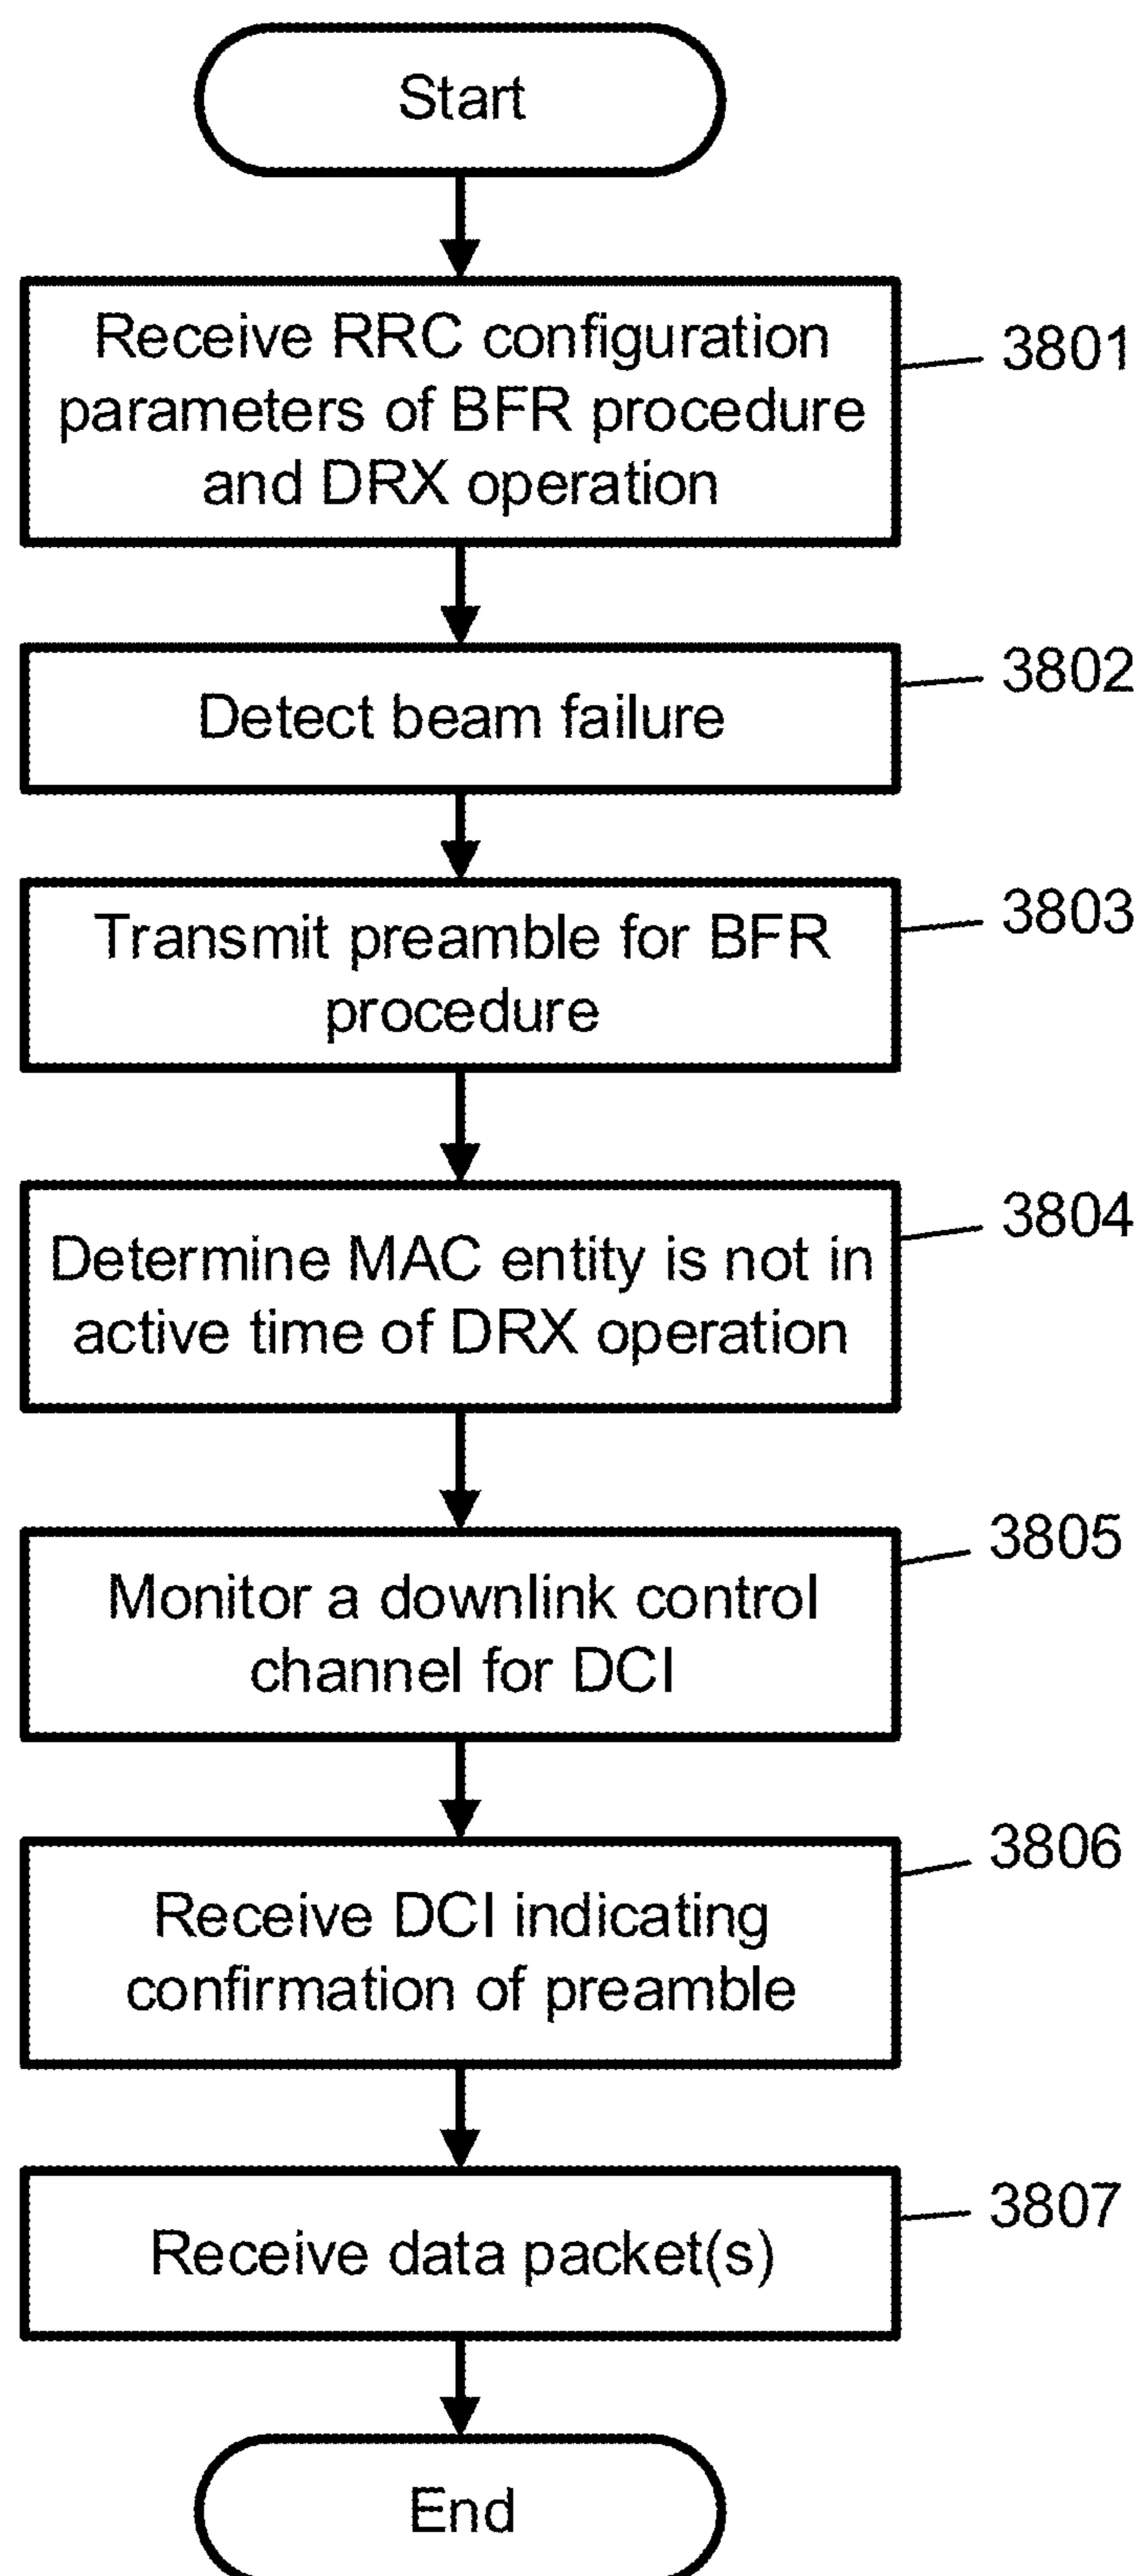 Start
Receive RRC configuration
parameters of BFR procedure
and DRX operation
3801
Detect beam failure
3802
Transmit preamble for BFR
procedure
3803
Determine MAC entity is not in
active time of DRX operation
3804
Monitor a downlink control
channel for DCI
3805
Receive DCI indicating
confirmation of preamble
3806
Receive data packet(s)
3807
End